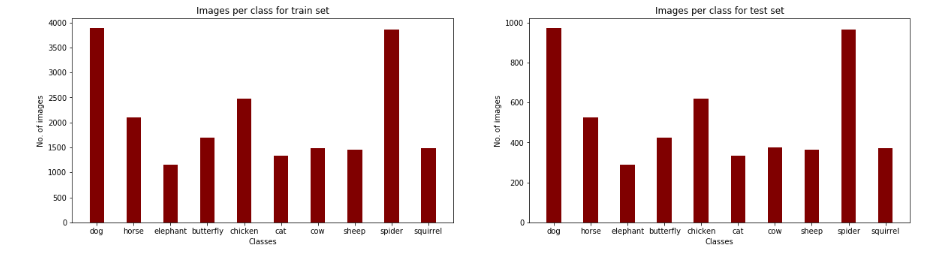 Images per class for train set
No. of images
4000
3500
3000
2500
2000
1500
1000
500
0
dog horse elephant butterfly chicken cat cow sheep spider squirrel
Classes
Images per class for test set
No. of images
1000
800
600
400
200
0
dog horse elephant butterfly chicken cat cow sheep spider squirrel
Classes